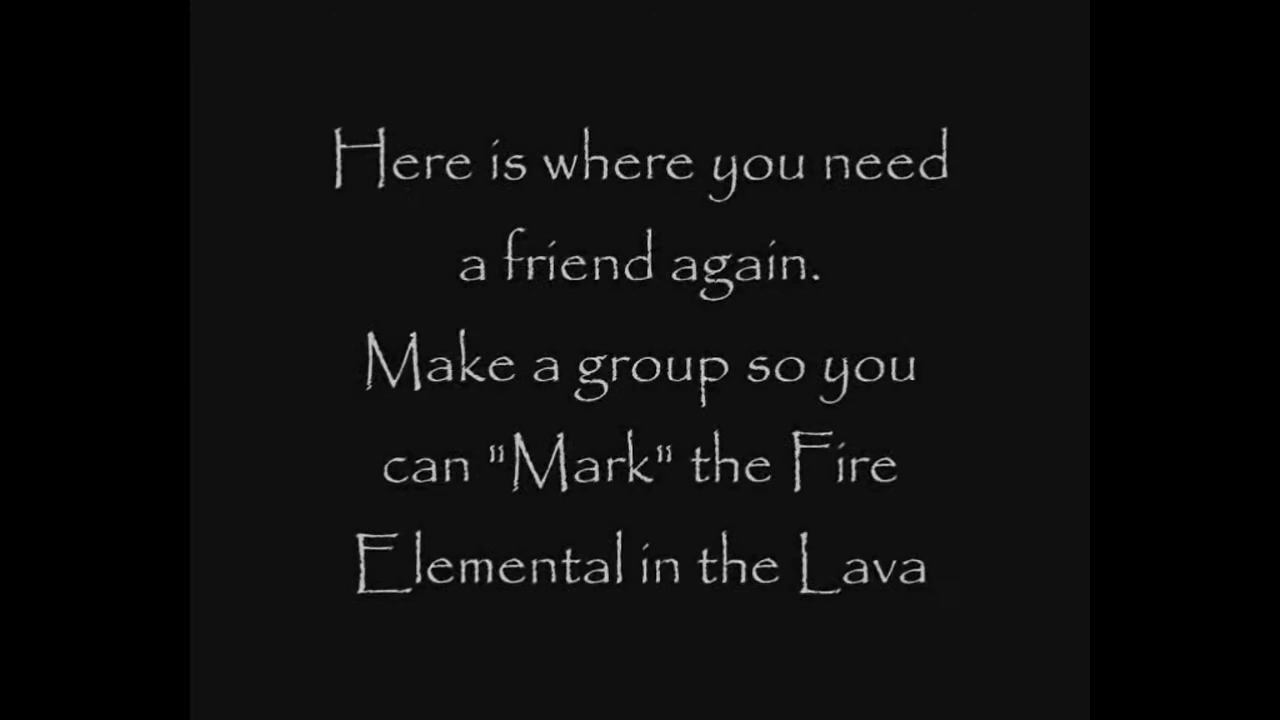 Here is where you need
a friend again.
Make a group so you
can "Mark" the Fire
Elemental in the Lava